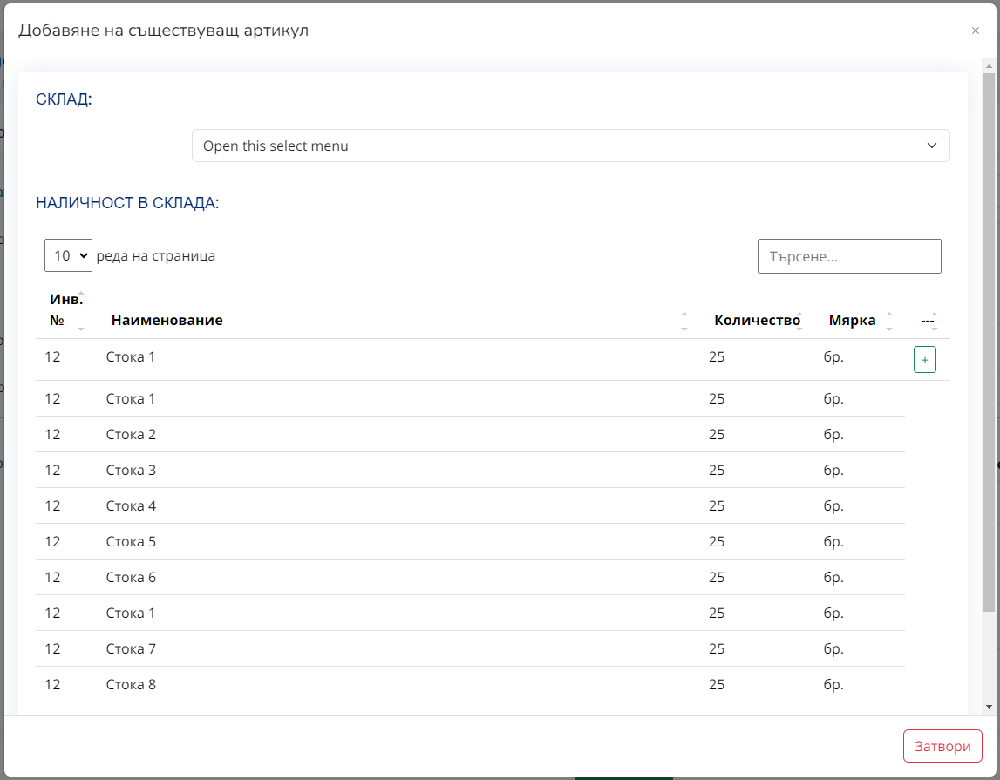 Добавяне на съществуващ артикул
×
СКЛАД:
Open this select menu
НАЛИЧНОСТ В СКЛАДА:
10 реда на страница
Търсене...
Инв. № Наименование Количество Мярка ---
12 Стока 1 25 бр. +
12 Стока 1 25 бр.
12 Стока 2 25 бр.
12 Стока 3 25 бр.
12 Стока 4 25 бр.
12 Стока 5 25 бр.
12 Стока 6 25 бр.
12 Стока 1 25 бр.
12 Стока 7 25 бр.
12 Стока 8 25 бр.
Затвори